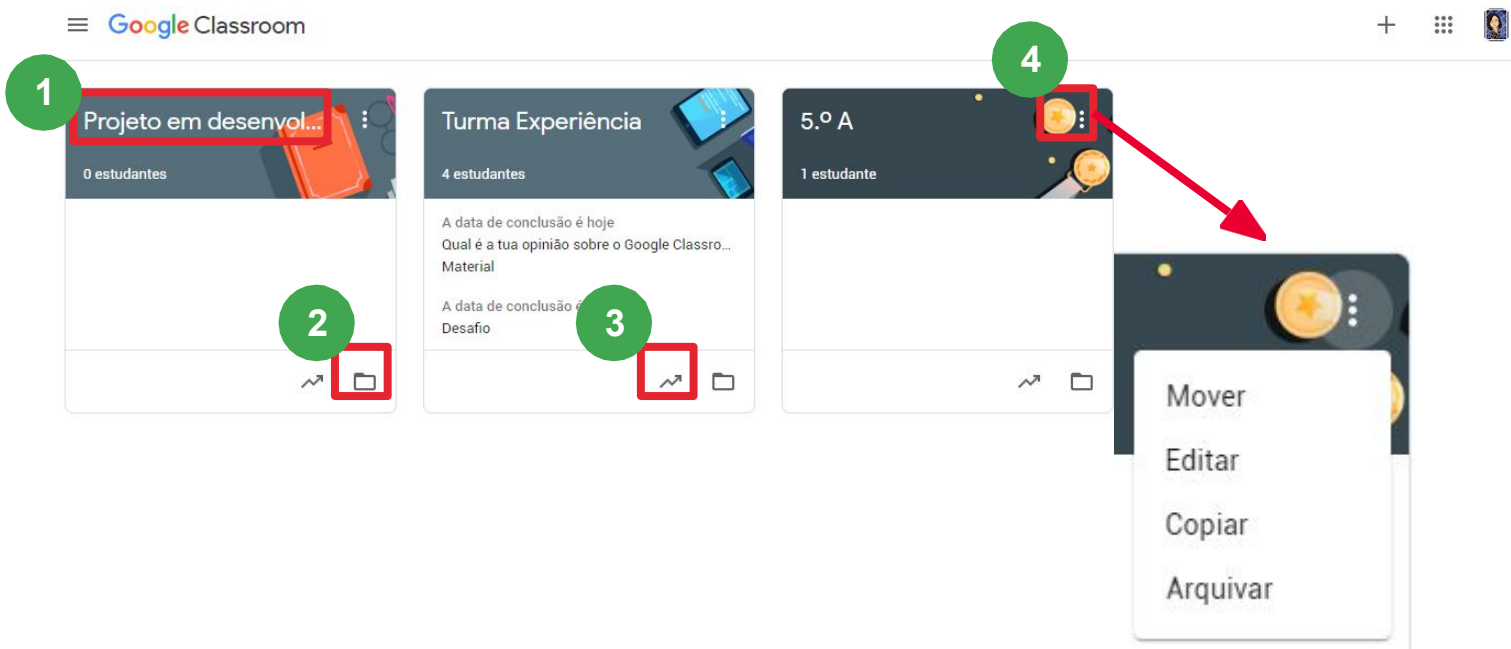 Google Classroom
1
4
Projeto em desenvol...
0 estudantes
Turma Experiência
4 estudantes
5.º A
1 estudante
A data de conclusão é hoje
Qual é a tua opinião sobre o Google Classro...
Material
A data de conclusão é
Desafio
2
3
Mover
Editar
Copiar
Arquivar